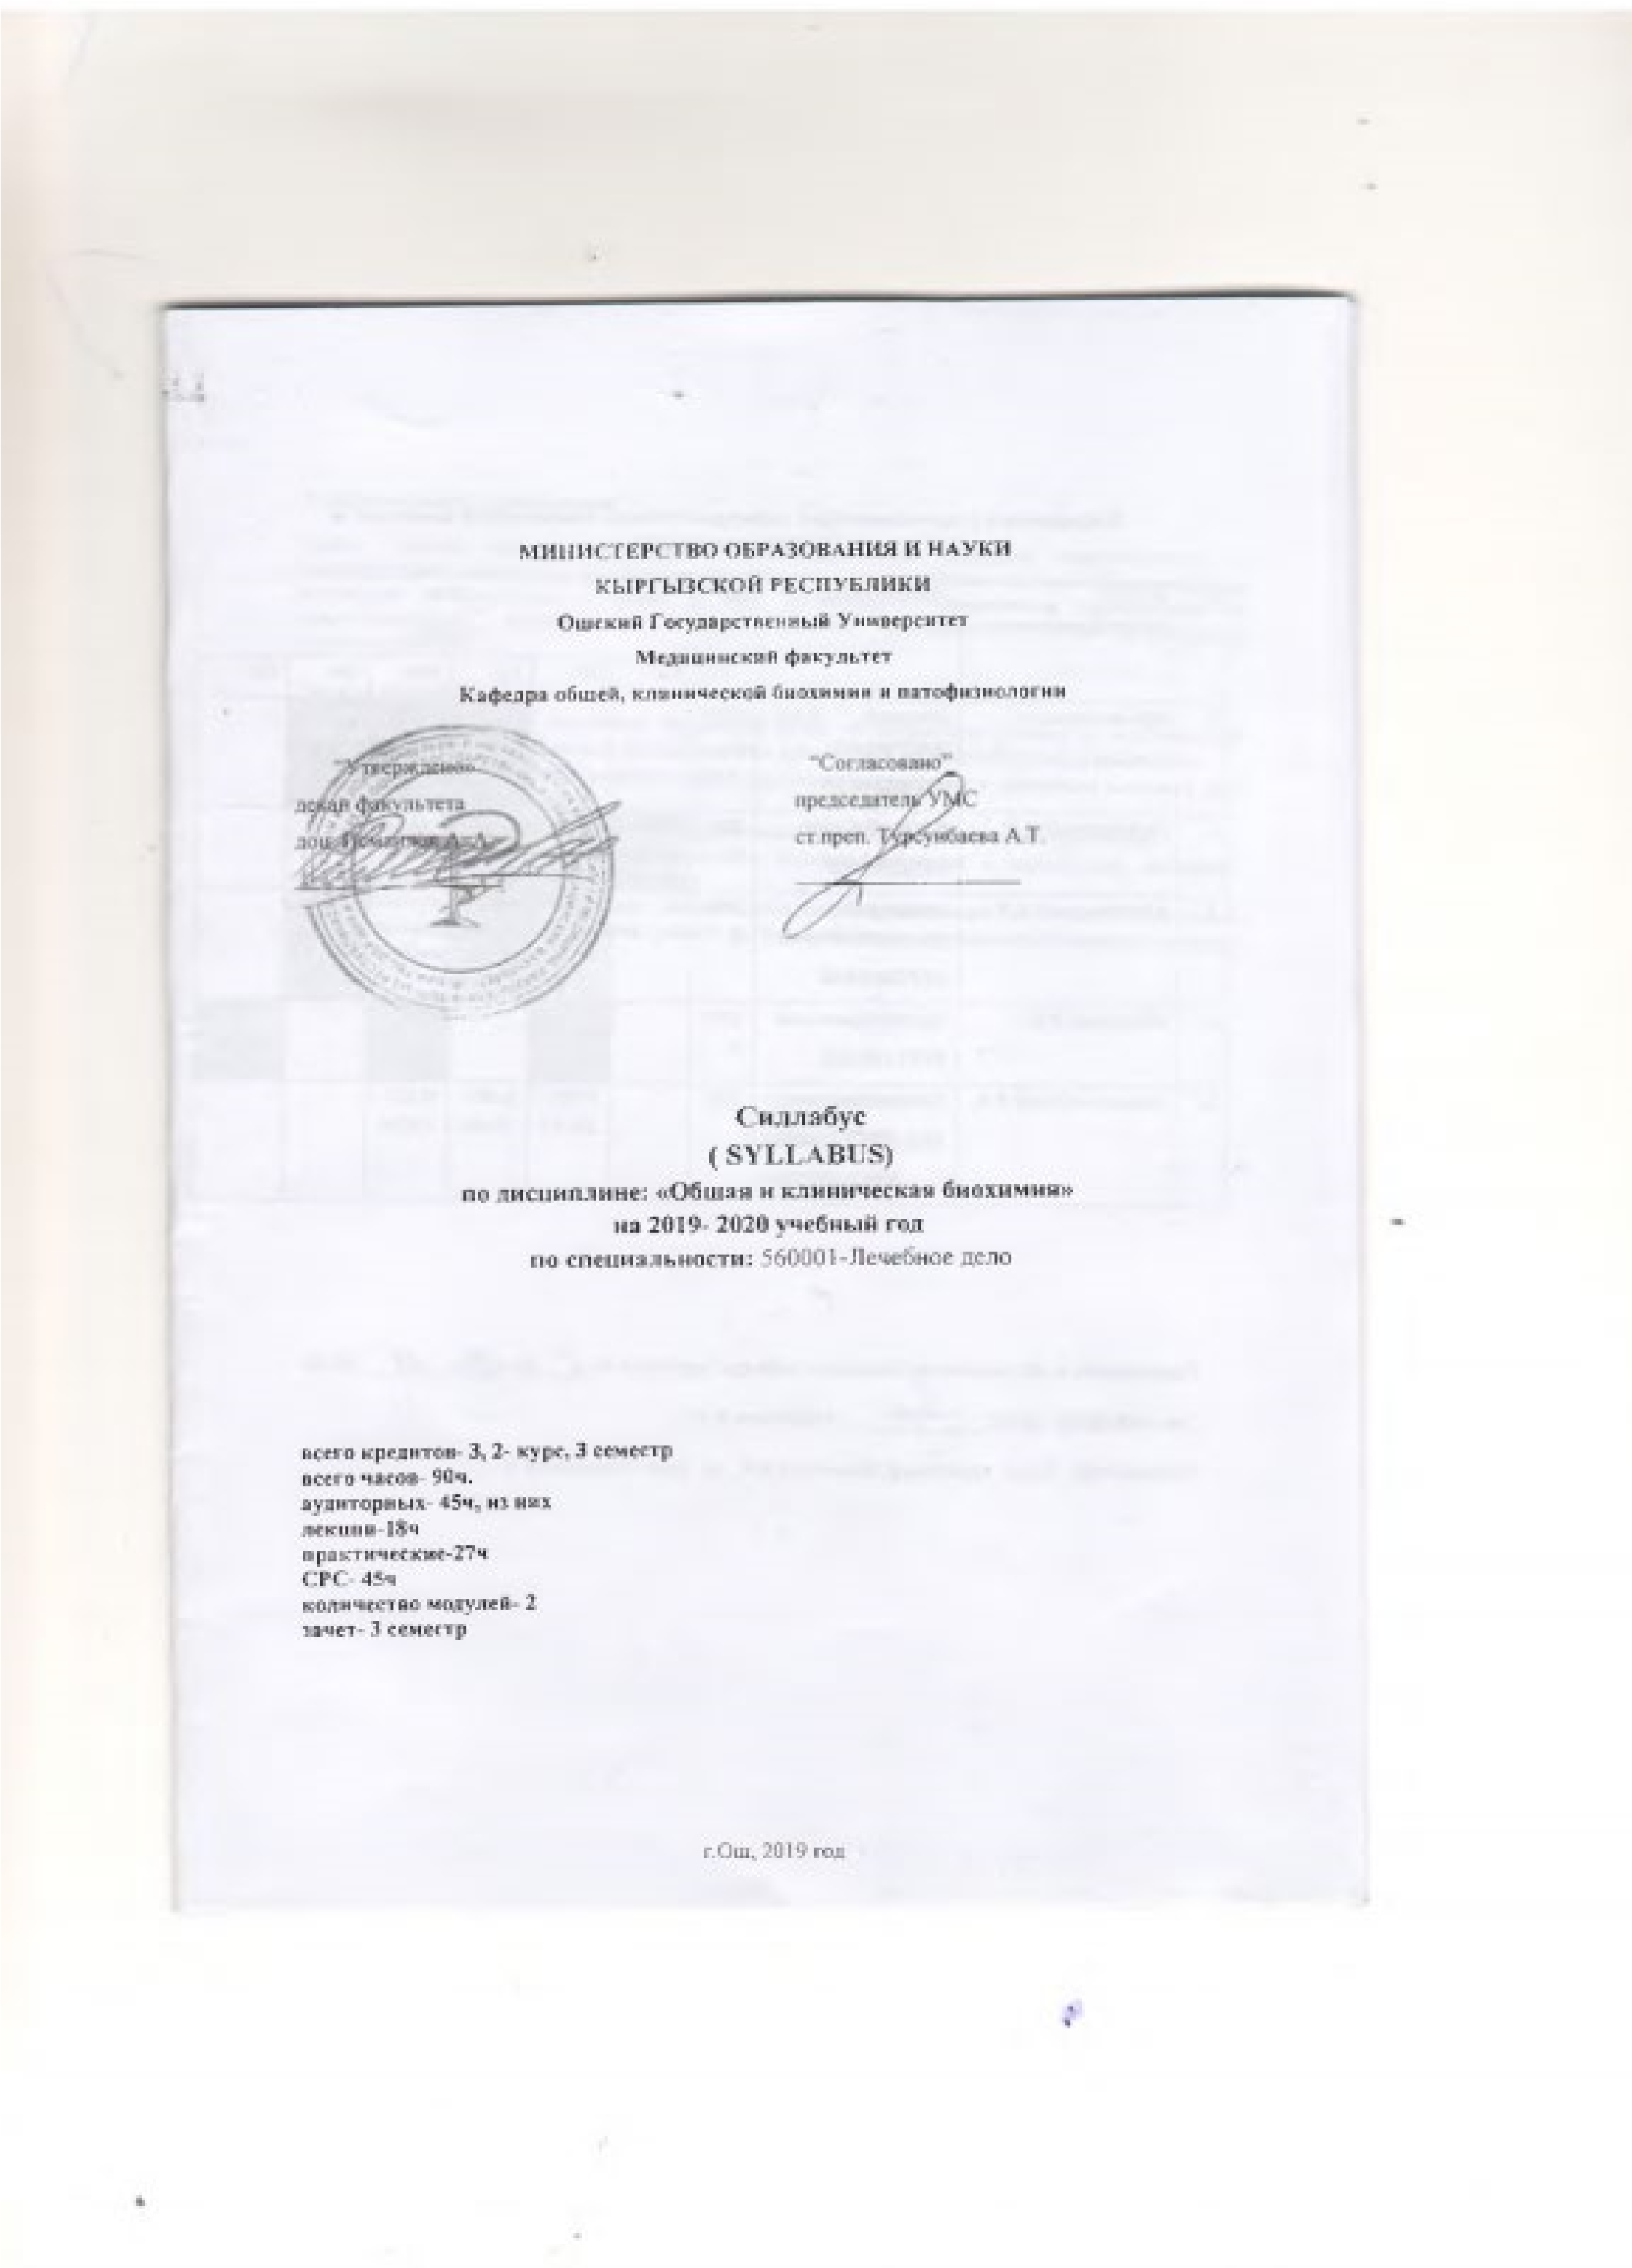 МИНИСТЕРСТВО ОБРАЗОВАНИЯ И НАУКИ
КЫРГЫЗСКОЙ РЕСПУБЛИКИ
Ошский Государственный Университет
Медицинский факультет
Кафедра общей, клинической биохимии и патофизиологии
"Утверждено" "Согласовано"
декан факультета председатель УМС
доц. ст.преп. Турсунбаева А.Т.
Силлабус
( SYLLABUS)
по дисциплине: «Общая и клиническая биохимия»
на 2019- 2020 учебный год
по специальности: 560001-Лечебное дело
всего кредитов- 3, 2- курс, 3 семестр
всего часов- 90ч.
аудиторных- 45ч, из них
лекции-18ч
практические-27ч
СРС- 45ч
количество модулей- 2
зачет- 3 семестр
г.Ош, 2019 год